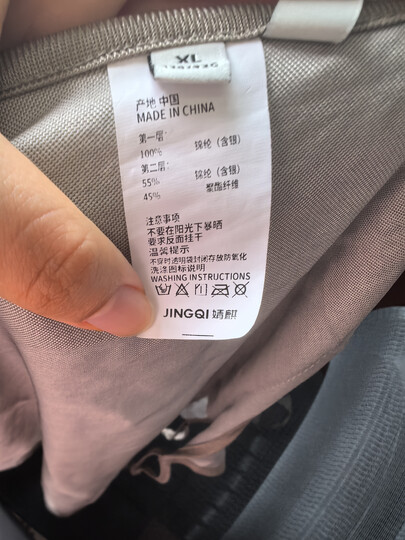 XL
产地 中国
MADE IN CHINA
第一层:
100% 锦纶（含银）
第二层:
55% 锦纶（含银）
45% 聚酯纤维
注意事项
不要在阳光下暴晒
要求反面挂干
温馨提示
不穿时透明袋封闭存放防氧化
洗涤图标说明
WASHING INSTRUCTIONS
JINGQI 婧麒